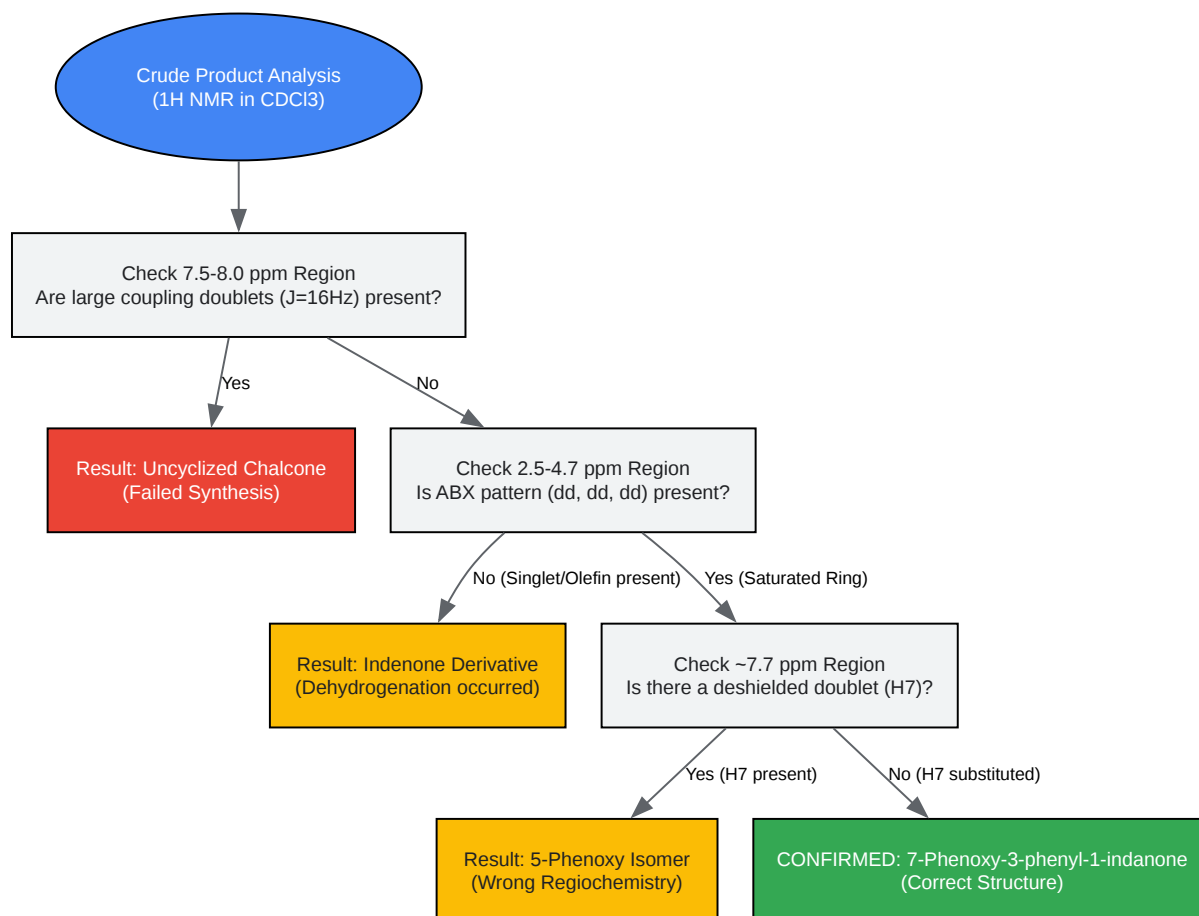 Crude Product Analysis
(1H NMR in CDCl3)
Check 7.5-8.0 ppm Region
Are large coupling doublets (J=16Hz) present?
Yes
No
Result: Uncyclized Chalcone
(Failed Synthesis)
Check 2.5-4.7 ppm Region
Is ABX pattern (dd, dd, dd) present?
No (Singlet/Olefin present)
Yes (Saturated Ring)
Result: Indenone Derivative
(Dehydrogenation occurred)
Check ~7.7 ppm Region
Is there a deshielded doublet (H7)?
Yes (H7 present)
No (H7 substituted)
Result: 5-Phenoxy Isomer
(Wrong Regiochemistry)
CONFIRMED: 7-Phenoxy-3-phenyl-1-indanone
(Correct Structure)